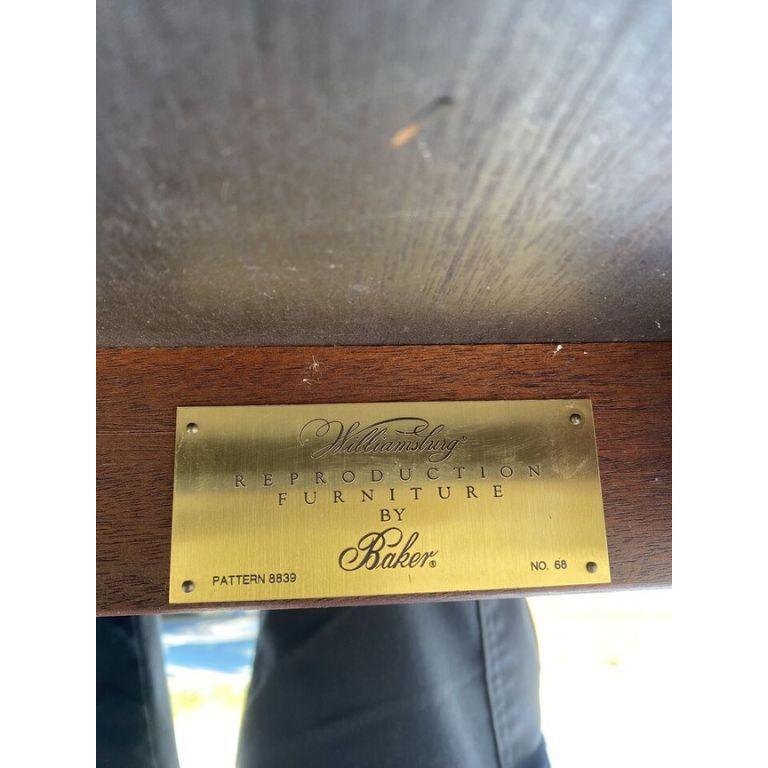 Williamsburg®
REPRODUCTION
FURNITURE
BY
Baker®
PATTERN 8839 NO. 68